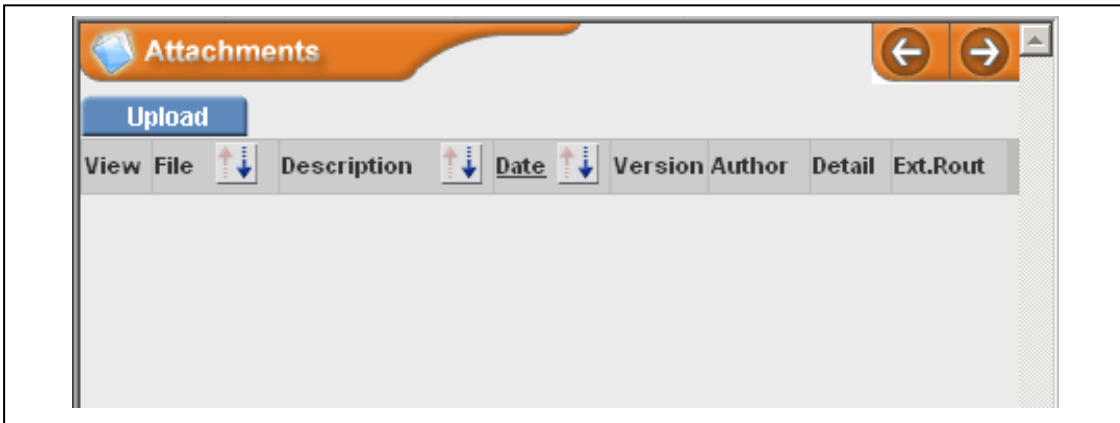 Attachments
Upload
View File Description Date Version Author Detail Ext.Rout